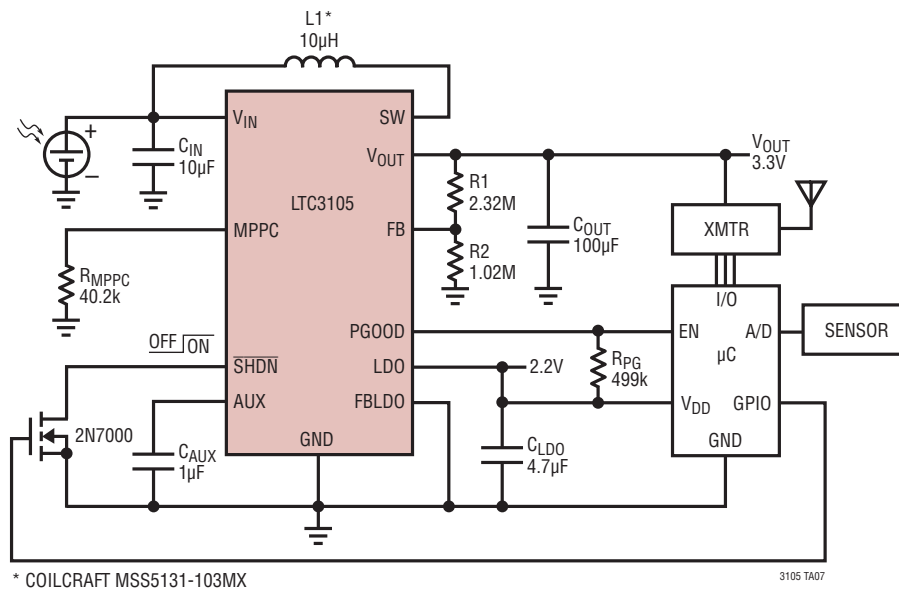 L1*
10µH
VIN
SW
CIN
10µF
+
–
VOUT
VOUT
3.3V
LTC3105
R1
2.32M
MPPC
FB
COUT
100µF
XMTR
RMPPC
40.2k
R2
1.02M
I/O
PGOOD
EN
A/D
SENSOR
µC
OFF ON
SHDN
LDO
2.2V
RPG
499k
AUX
FBLDO
VDD
GPIO
2N7000
GND
GND
CAUX
1µF
CLDO
4.7µF
* COILCRAFT MSS5131-103MX
3105 TA07